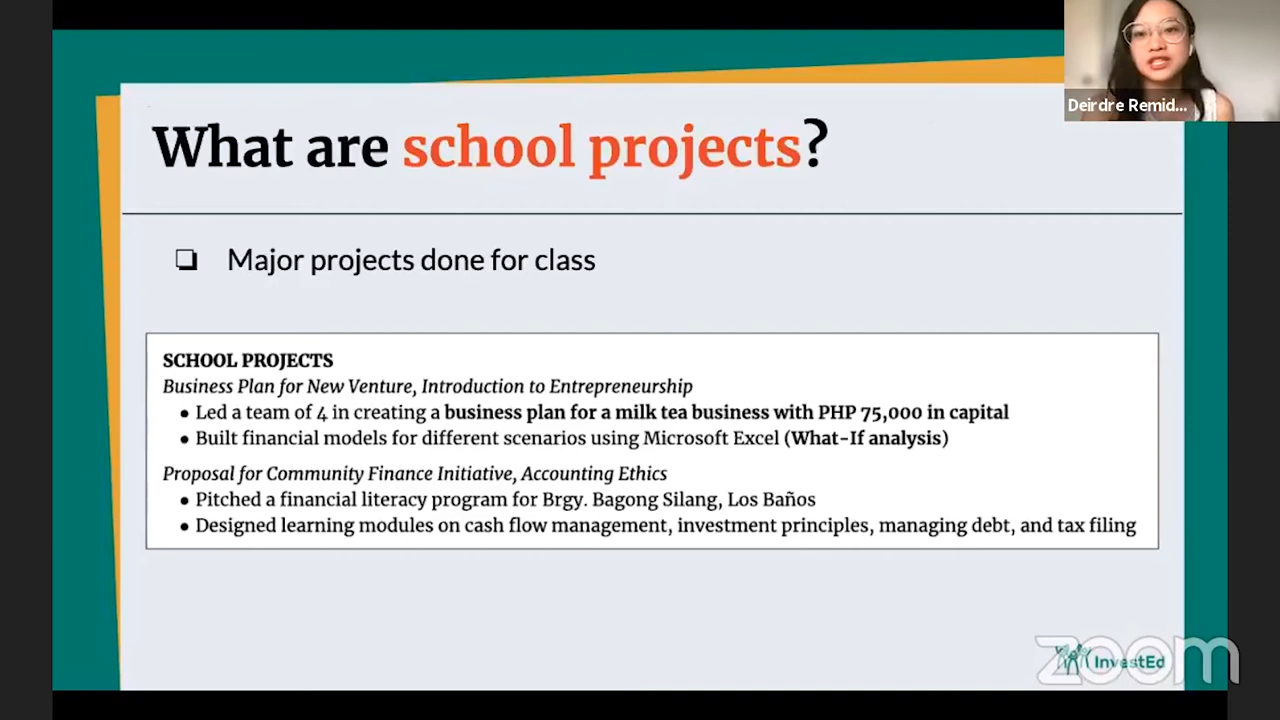 Deirdre Remid...
What are school projects?
❏ Major projects done for class
SCHOOL PROJECTS
Business Plan for New Venture, Introduction to Entrepreneurship
● Led a team of 4 in creating a business plan for a milk tea business with PHP 75,000 in capital
● Built financial models for different scenarios using Microsoft Excel (What-If analysis)
Proposal for Community Finance Initiative, Accounting Ethics
● Pitched a financial literacy program for Brgy. Bagong Silang, Los Baños
● Designed learning modules on cash flow management, investment principles, managing debt, and tax filing
InvestEd
zoom